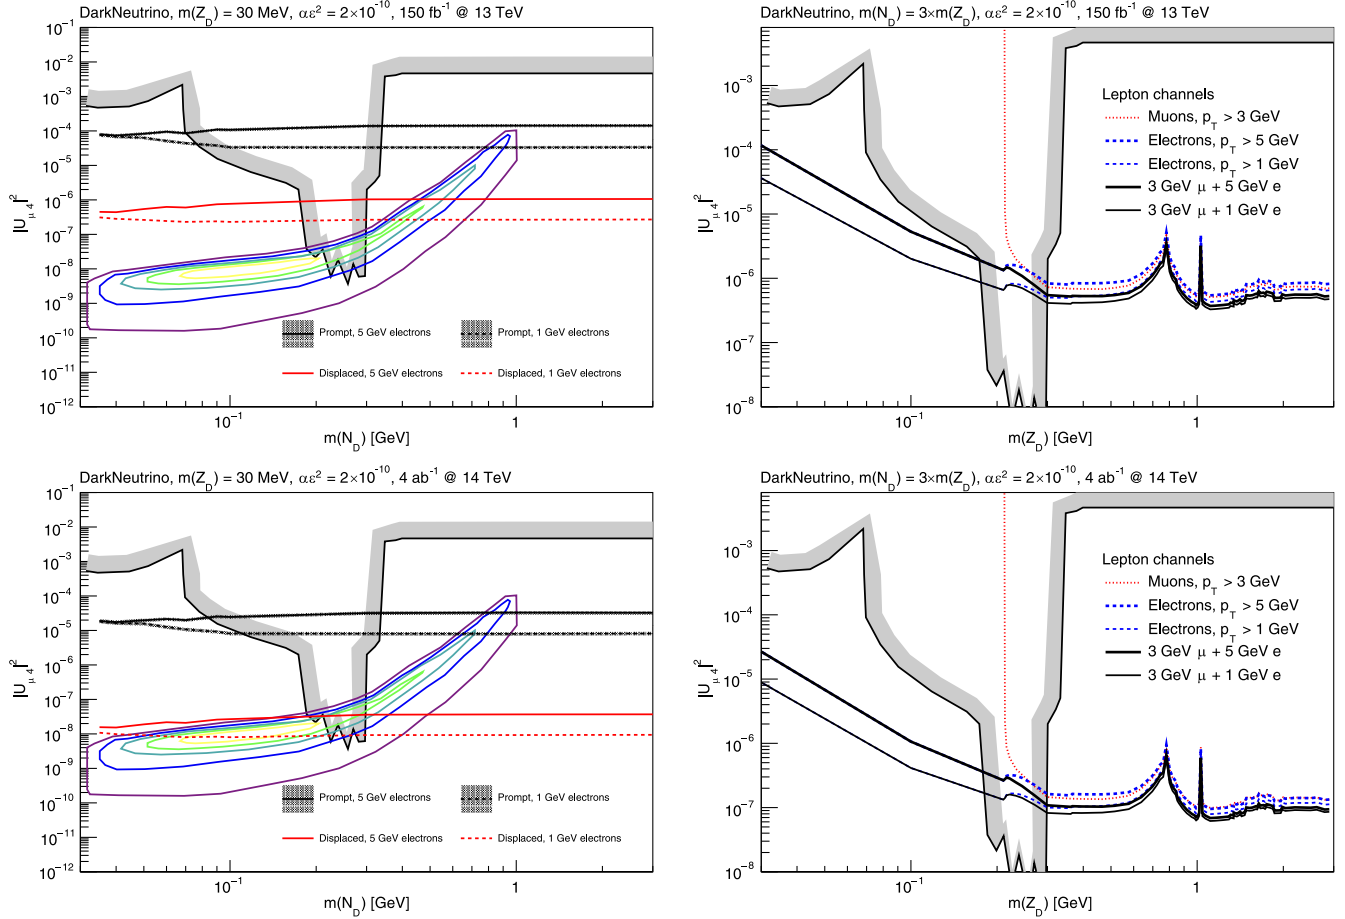 DarkNeutrino, m(Z_D) = 30 MeV, αε² = 2×10⁻¹⁰, 150 fb⁻¹ @ 13 TeV
|U_μ4|²
10⁻¹
10⁻²
10⁻³
10⁻⁴
10⁻⁵
10⁻⁶
10⁻⁷
10⁻⁸
10⁻⁹
10⁻¹⁰
10⁻¹¹
10⁻¹²
Prompt, 5 GeV electrons
Prompt, 1 GeV electrons
Displaced, 5 GeV electrons
Displaced, 1 GeV electrons
10⁻¹ 1
m(N_D) [GeV]
DarkNeutrino, m(N_D) = 3×m(Z_D), αε² = 2×10⁻¹⁰, 150 fb⁻¹ @ 13 TeV
|U_μ4|²
10⁻³
10⁻⁴
10⁻⁵
10⁻⁶
10⁻⁷
10⁻⁸
Lepton channels
Muons, p_T > 3 GeV
Electrons, p_T > 5 GeV
Electrons, p_T > 1 GeV
3 GeV μ + 5 GeV e
3 GeV μ + 1 GeV e
10⁻¹ 1
m(Z_D) [GeV]
DarkNeutrino, m(Z_D) = 30 MeV, αε² = 2×10⁻¹⁰, 4 ab⁻¹ @ 14 TeV
|U_μ4|²
10⁻¹
10⁻²
10⁻³
10⁻⁴
10⁻⁵
10⁻⁶
10⁻⁷
10⁻⁸
10⁻⁹
10⁻¹⁰
10⁻¹¹
10⁻¹²
Prompt, 5 GeV electrons
Prompt, 1 GeV electrons
Displaced, 5 GeV electrons
Displaced, 1 GeV electrons
10⁻¹ 1
m(N_D) [GeV]
DarkNeutrino, m(N_D) = 3×m(Z_D), αε² = 2×10⁻¹⁰, 4 ab⁻¹ @ 14 TeV
|U_μ4|²
10⁻³
10⁻⁴
10⁻⁵
10⁻⁶
10⁻⁷
10⁻⁸
Lepton channels
Muons, p_T > 3 GeV
Electrons, p_T > 5 GeV
Electrons, p_T > 1 GeV
3 GeV μ + 5 GeV e
3 GeV μ + 1 GeV e
10⁻¹ 1
m(Z_D) [GeV]